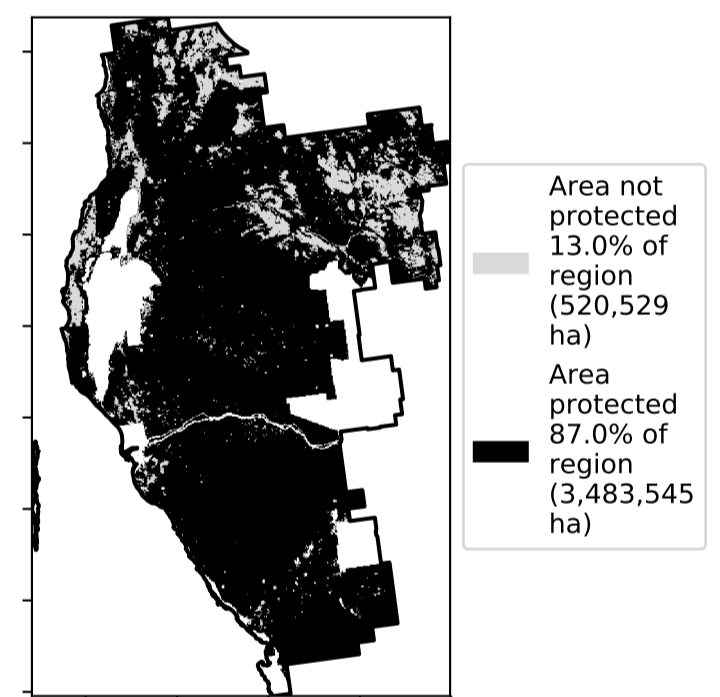 Area not
protected
13.0% of
region
(520,529
ha)
Area
protected
87.0% of
region
(3,483,545
ha)